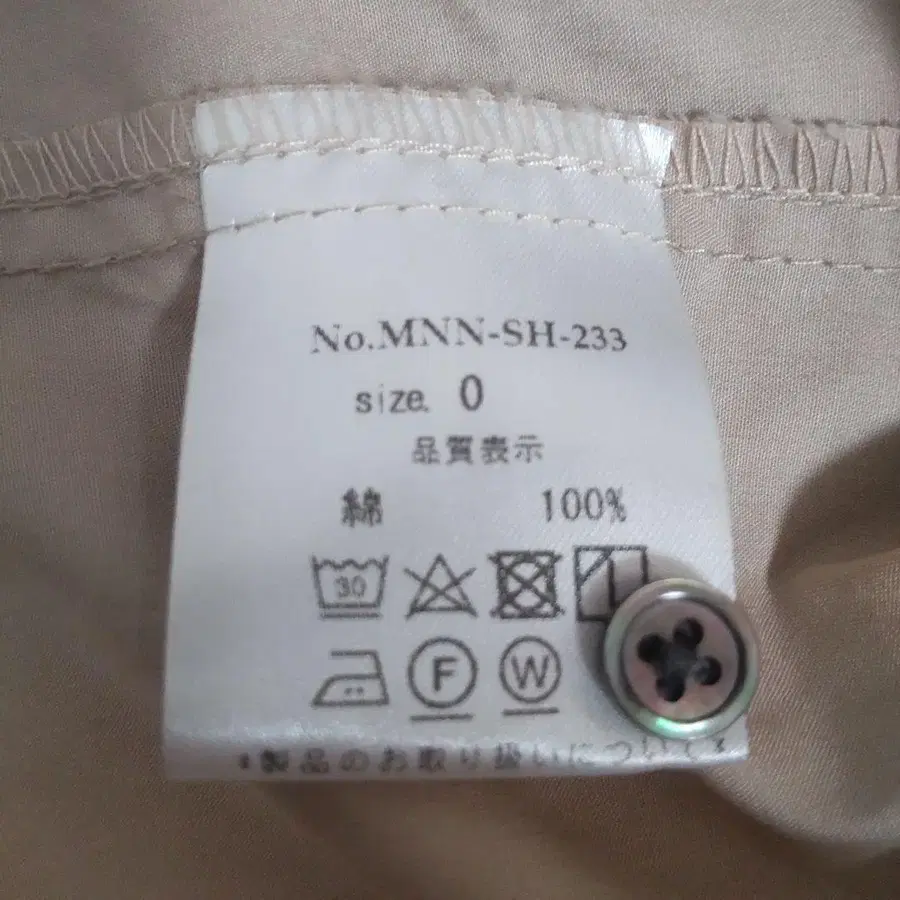 No.MNN-SH-233
size. 0
品質表示
綿 100%
30
F W
*製品のお取り扱いについて*